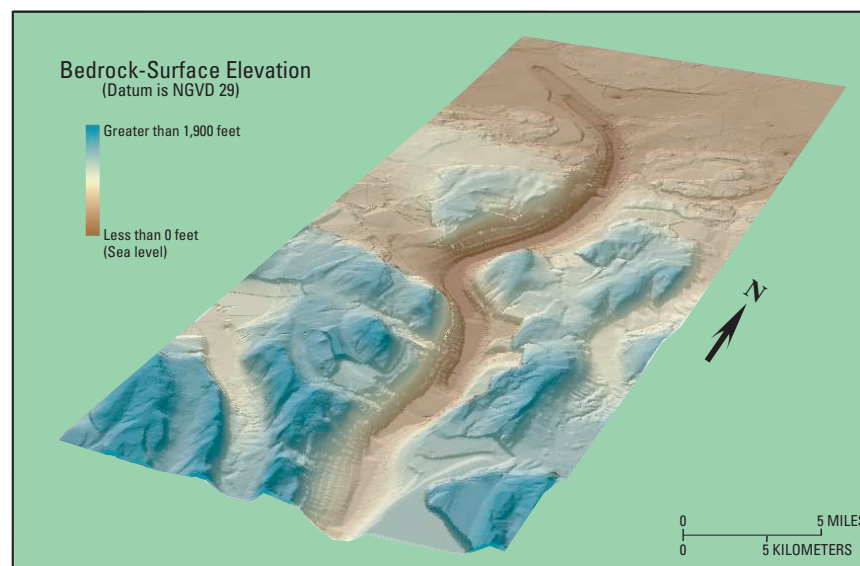 Bedrock-Surface Elevation
(Datum is NGVD 29)
Greater than 1,900 feet
Less than 0 feet
(Sea level)
N
0 5 MILES
0 5 KILOMETERS